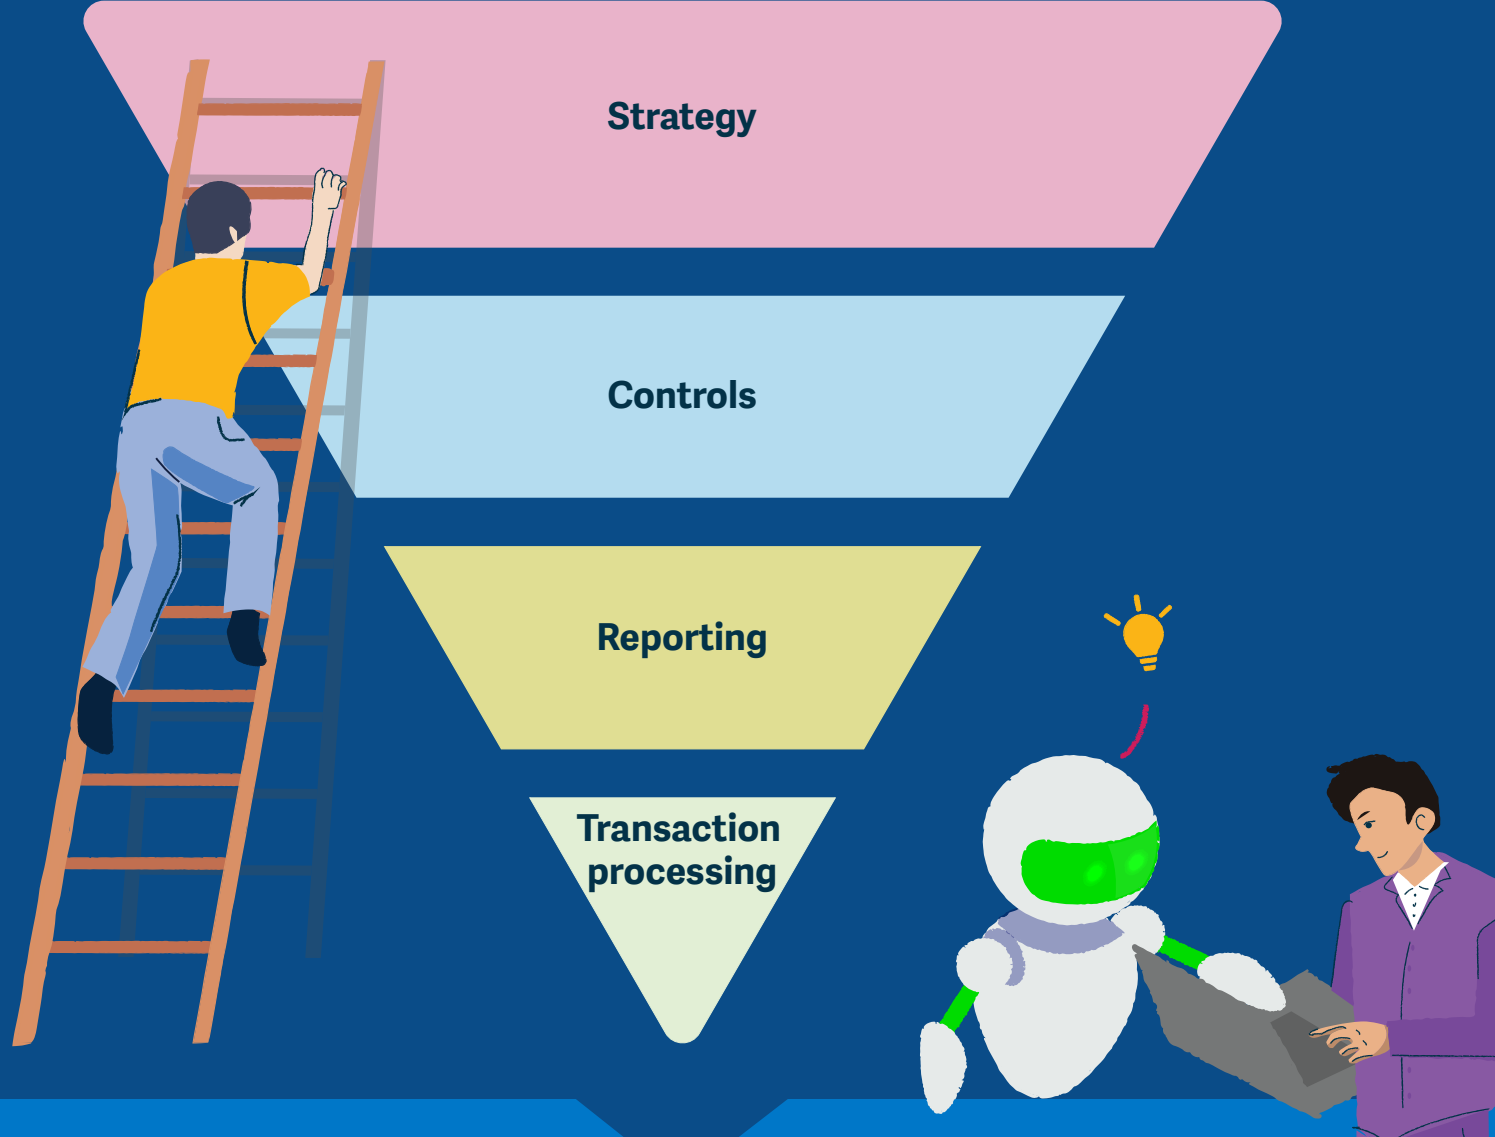 Strategy
Controls
Reporting
Transaction
processing